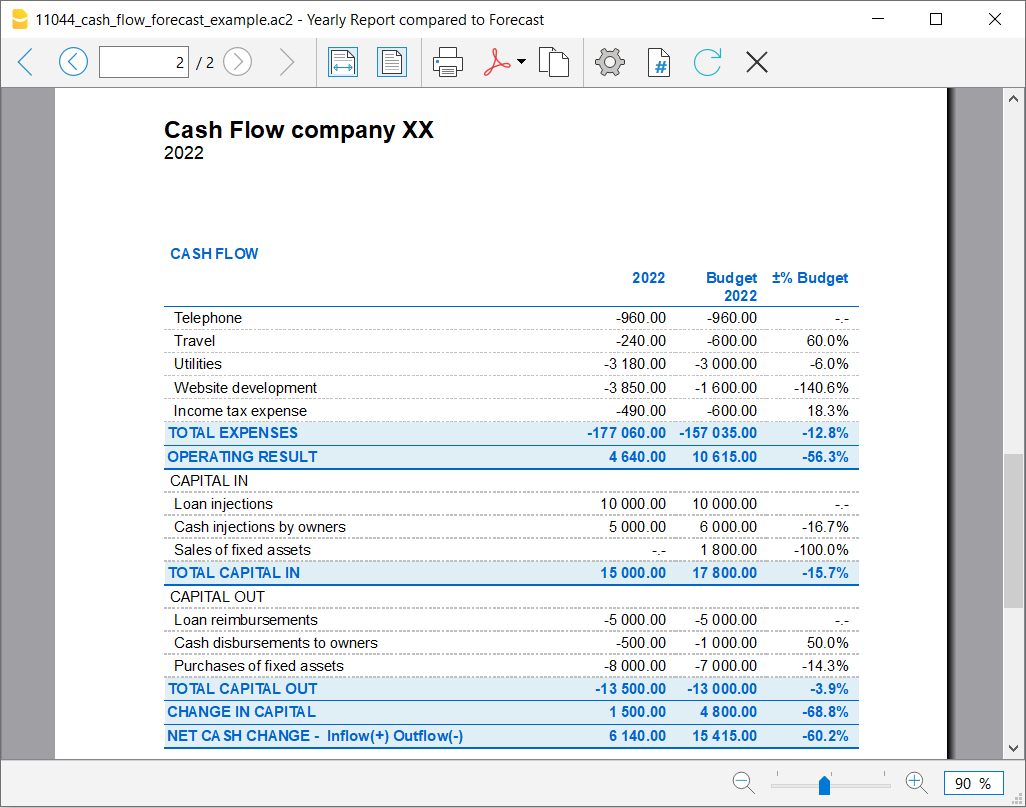 11044_cash_flow_forecast_example.ac2 - Yearly Report compared to Forecast
2 / 2
#
Cash Flow company XX
2022
CASH FLOW
2022 Budget 2022 ±% Budget
Telephone -960.00 -960.00 -.-
Travel -240.00 -600.00 60.0%
Utilities -3 180.00 -3 000.00 -6.0%
Website development -3 850.00 -1 600.00 -140.6%
Income tax expense -490.00 -600.00 18.3%
TOTAL EXPENSES -177 060.00 -157 035.00 -12.8%
OPERATING RESULT 4 640.00 10 615.00 -56.3%
CAPITAL IN
Loan injections 10 000.00 10 000.00 -.-
Cash injections by owners 5 000.00 6 000.00 -16.7%
Sales of fixed assets -.- 1 800.00 -100.0%
TOTAL CAPITAL IN 15 000.00 17 800.00 -15.7%
CAPITAL OUT
Loan reimbursements -5 000.00 -5 000.00 -.-
Cash disbursements to owners -500.00 -1 000.00 50.0%
Purchases of fixed assets -8 000.00 -7 000.00 -14.3%
TOTAL CAPITAL OUT -13 500.00 -13 000.00 -3.9%
CHANGE IN CAPITAL 1 500.00 4 800.00 -68.8%
NET CASH CHANGE - Inflow(+) Outflow(-) 6 140.00 15 415.00 -60.2%
90 %